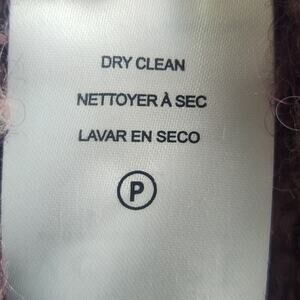 DRY CLEAN
NETTOYER À SEC
LAVAR EN SECO
P